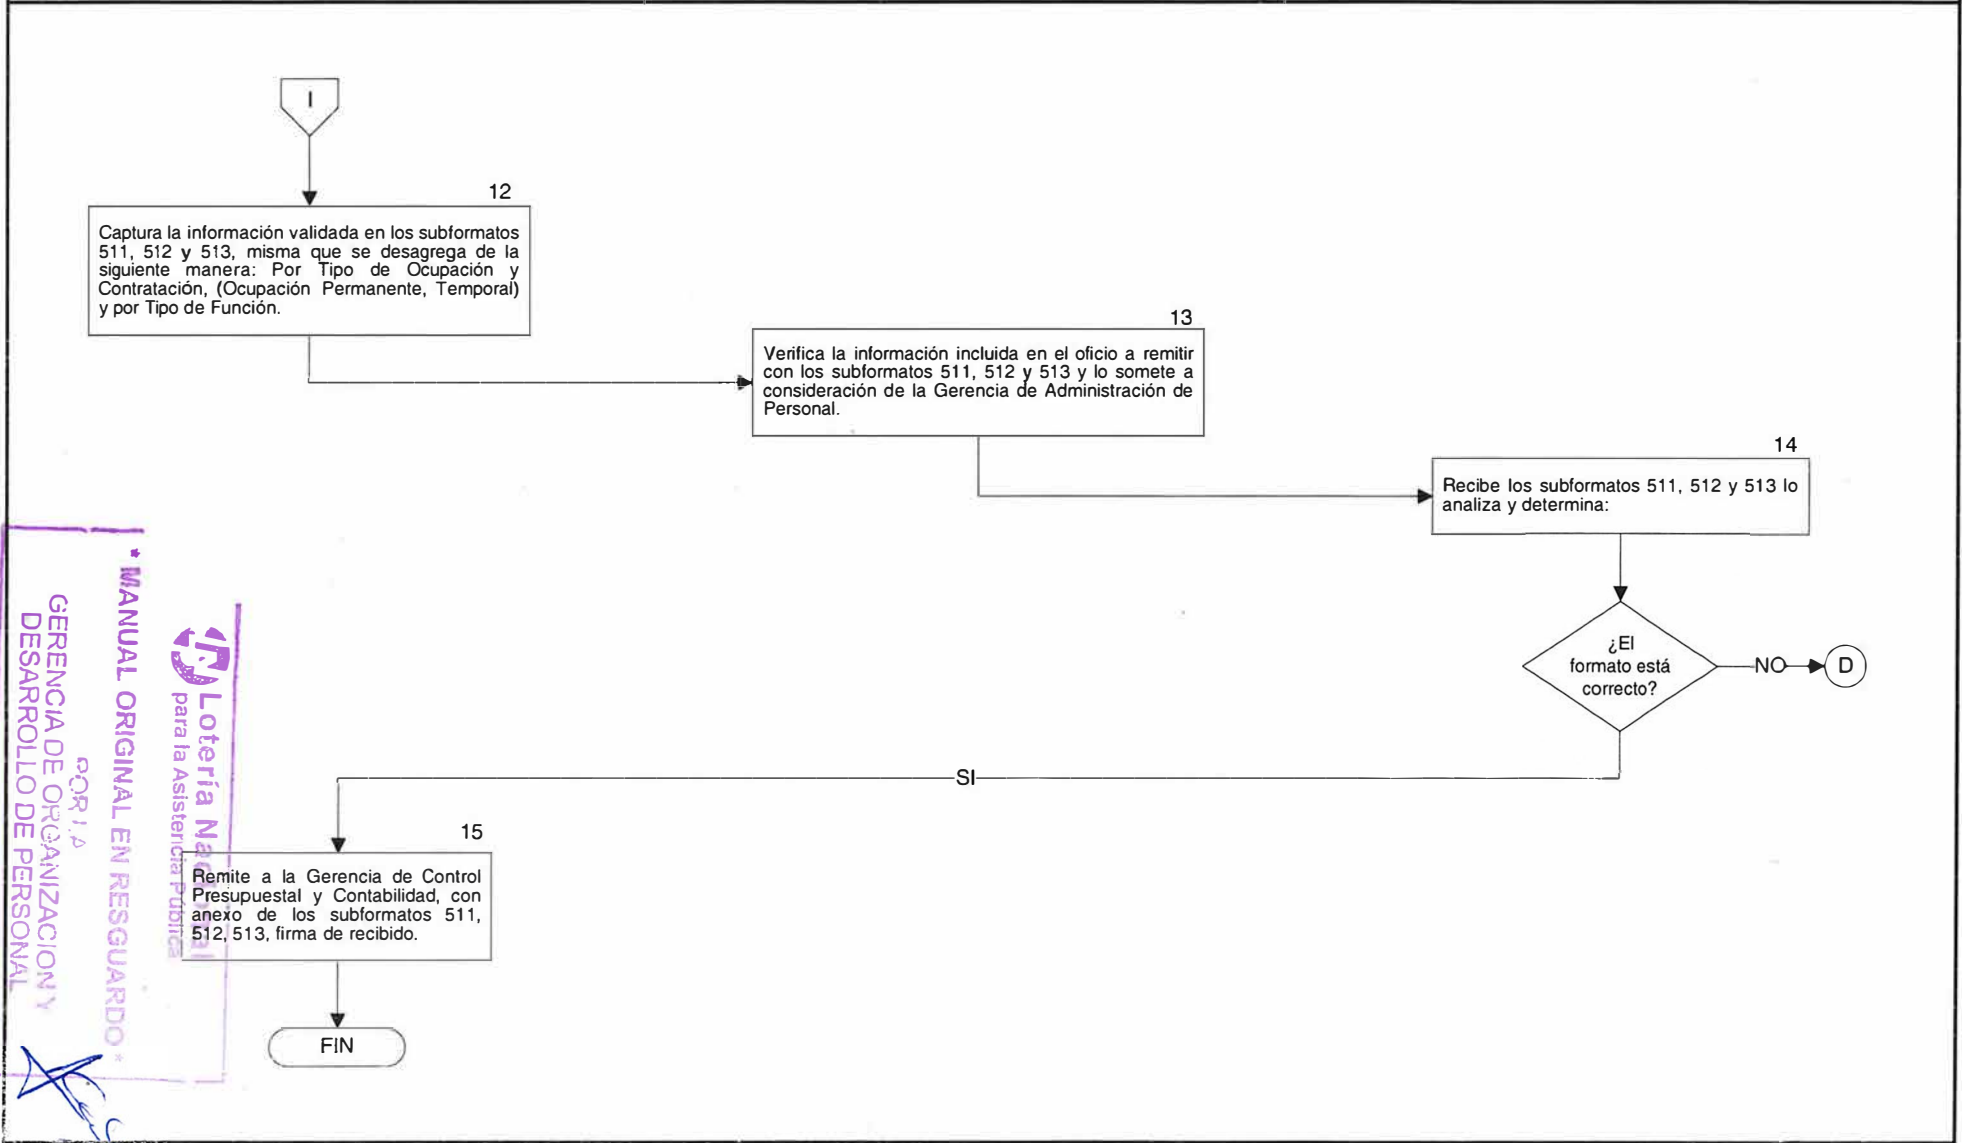 I
12
Captura la información validada en los subformatos
511, 512 y 513, misma que se desagrega de la
siguiente manera: Por Tipo de Ocupación y
Contratación, (Ocupación Permanente, Temporal)
y por Tipo de Función.
13
Verifica la información incluida en el oficio a remitir
con los subformatos 511, 512 y 513 y lo somete a
consideración de la Gerencia de Administración de
Personal.
14
Recibe los subformatos 511, 512 y 513 lo
analiza y determina:
¿El
formato está
correcto?
NO
D
SI
15
Remite a la Gerencia de Control
Presupuestal y Contabilidad, con
anexo de los subformatos 511,
512, 513, firma de recibido.
FIN
Lotería Nacional
para la Asistencia Pública
* MANUAL ORIGINAL EN RESGUARDO *
POR LA
GERENCIA DE ORGANIZACION Y
DESARROLLO DE PERSONAL